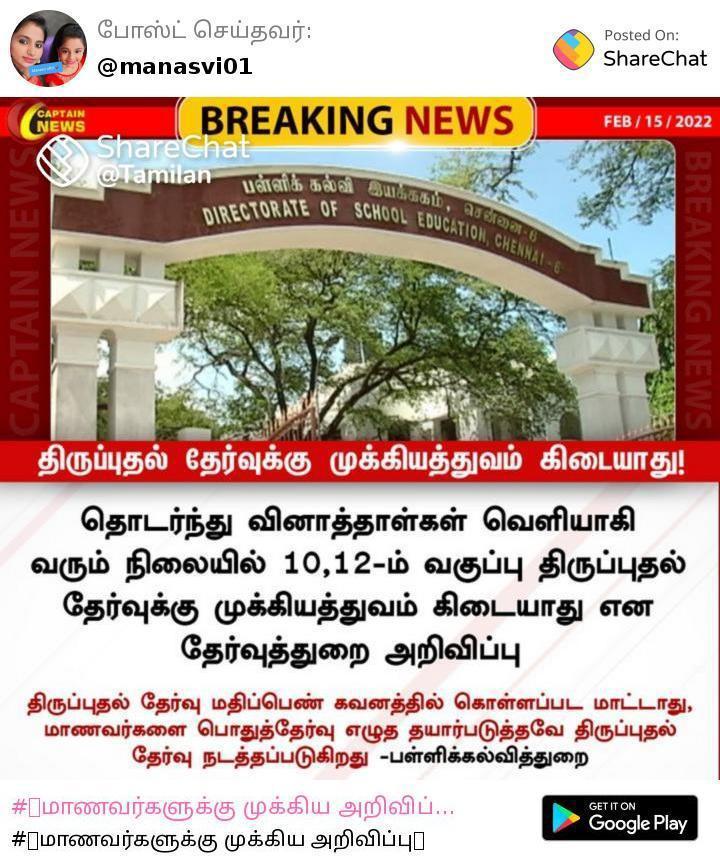 போஸ்ட் செய்தவர்:
@manasvi01
Posted On:
ShareChat
CAPTAIN
NEWS
BREAKING NEWS
FEB / 15 / 2022
ShareChat
@Tamilan
CAPTAIN NEWS
BREAKING NEWS
பள்ளிக் கல்வி இயக்ககம், சென்னை-6
DIRECTORATE OF SCHOOL EDUCATION, CHENNAI-6
திருப்புதல் தேர்வுக்கு முக்கியத்துவம் கிடையாது!
தொடர்ந்து வினாத்தாள்கள் வெளியாகி
வரும் நிலையில் 10,12-ம் வகுப்பு திருப்புதல்
தேர்வுக்கு முக்கியத்துவம் கிடையாது என
தேர்வுத்துறை அறிவிப்பு
திருப்புதல் தேர்வு மதிப்பெண் கவனத்தில் கொள்ளப்பட மாட்டாது,
மாணவர்களை பொதுத்தேர்வு எழுத தயார்படுத்தவே திருப்புதல்
தேர்வு நடத்தப்படுகிறது -பள்ளிக்கல்வித்துறை
#▯மாணவர்களுக்கு முக்கிய அறிவிப்...
#▯மாணவர்களுக்கு முக்கிய அறிவிப்பு▯
GET IT ON
Google Play